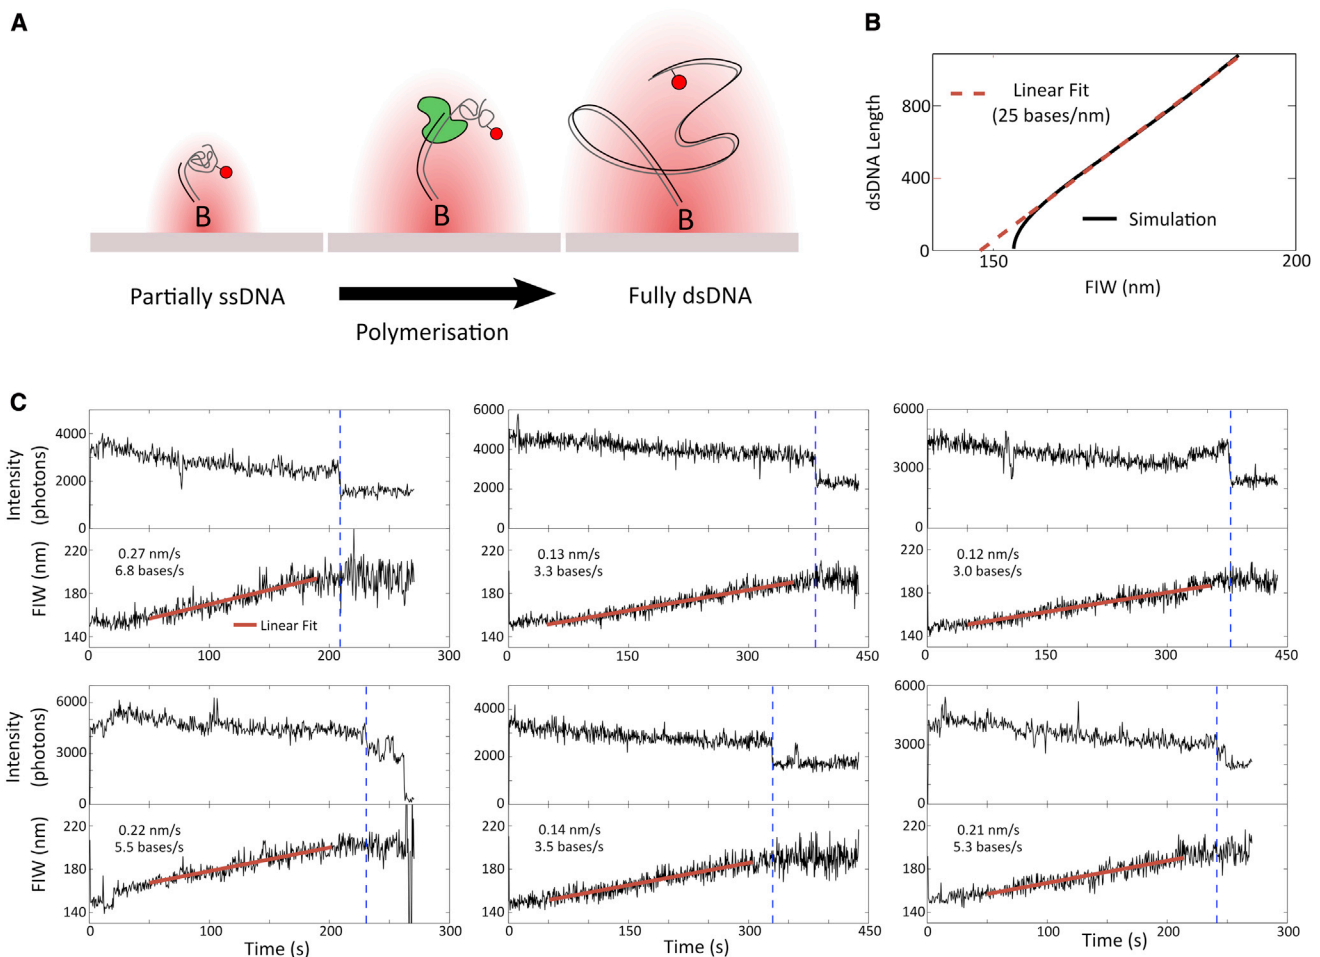 A
B
B
B
Partially ssDNA
Polymerisation
Fully dsDNA
B
dsDNA Length
800
400
0
Linear Fit
(25 bases/nm)
Simulation
150
200
FIW (nm)
C
Intensity
(photons)
4000
2000
0
FIW (nm)
220
180
140
0.27 nm/s
6.8 bases/s
Linear Fit
0
100
200
300
6000
4000
2000
0
220
180
140
0.13 nm/s
3.3 bases/s
0
150
300
450
6000
3000
0
220
180
140
0.12 nm/s
3.0 bases/s
0
150
300
450
Intensity
(photons)
6000
3000
0
FIW (nm)
220
180
140
0.22 nm/s
5.5 bases/s
0
100
200
300
Time (s)
4000
2000
0
220
180
140
0.14 nm/s
3.5 bases/s
0
150
300
450
Time (s)
6000
3000
0
220
180
140
0.21 nm/s
5.3 bases/s
0
100
200
300
Time (s)